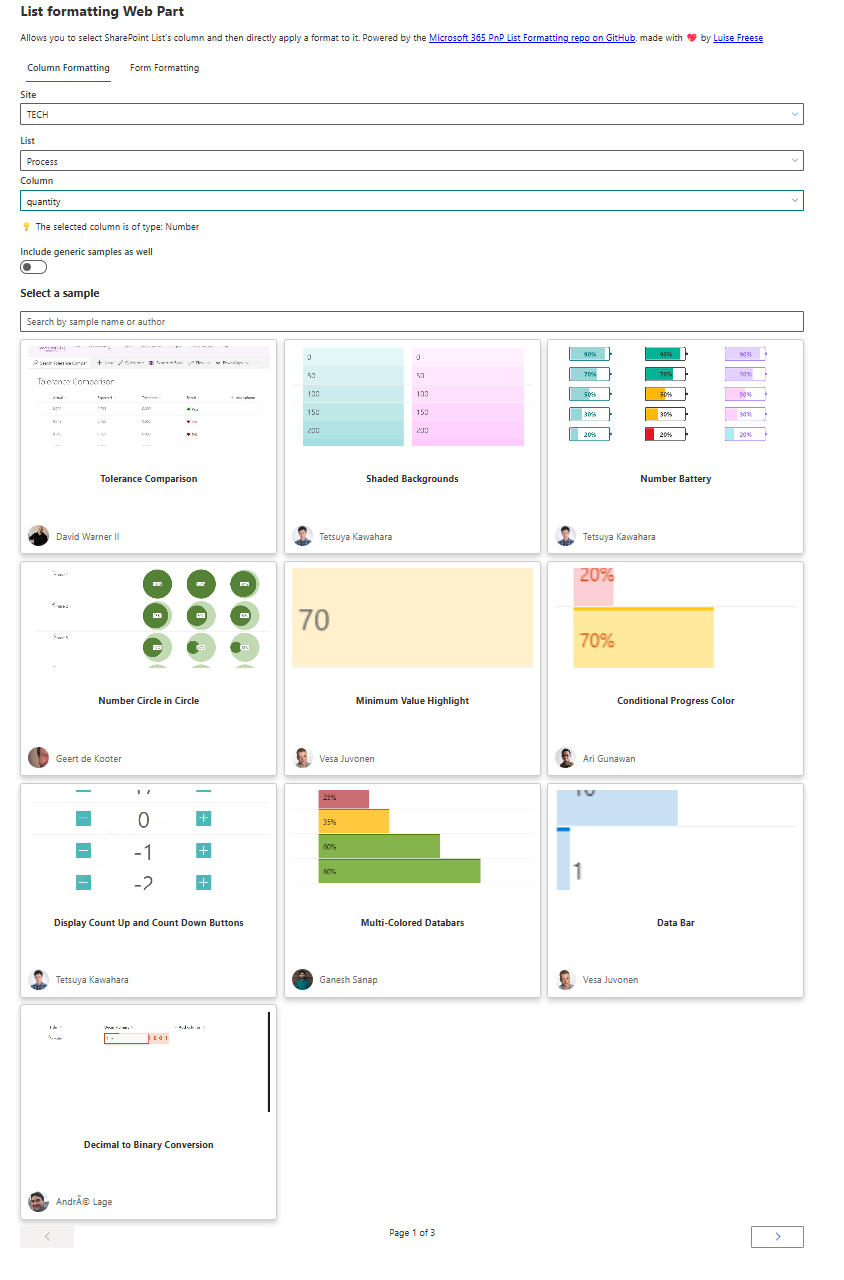 List formatting Web Part
Allows you to select SharePoint List's column and then directly apply a format to it. Powered by the Microsoft 365 PnP List Formatting repo on GitHub, made with 💖 by Luise Freese
Column Formatting Form Formatting
Site
TECH
List
Process
Column
quantity
💡 The selected column is of type: Number
Include generic samples as well
Select a sample
Search by sample name or author
Tolerance Comparison
Tolerance Comparison
David Warner II
0 0
50 50
100 100
150 150
200 200
Shaded Backgrounds
Tetsuya Kawahara
90% 90% 90%
70% 70% 70%
50% 50% 50%
30% 30% 30%
20% 20% 20%
Number Battery
Tetsuya Kawahara
Number Circle in Circle
Geert de Kooter
70
Minimum Value Highlight
Vesa Juvonen
20%
70%
Conditional Progress Color
Ari Gunawan
− 0 +
− -1 +
− -2 +
Display Count Up and Count Down Buttons
Tetsuya Kawahara
25%
35%
60%
80%
Multi-Colored Databars
Ganesh Sanap
1
Data Bar
Vesa Juvonen
Decimal to Binary Conversion
AndrÃ© Lage
Page 1 of 3